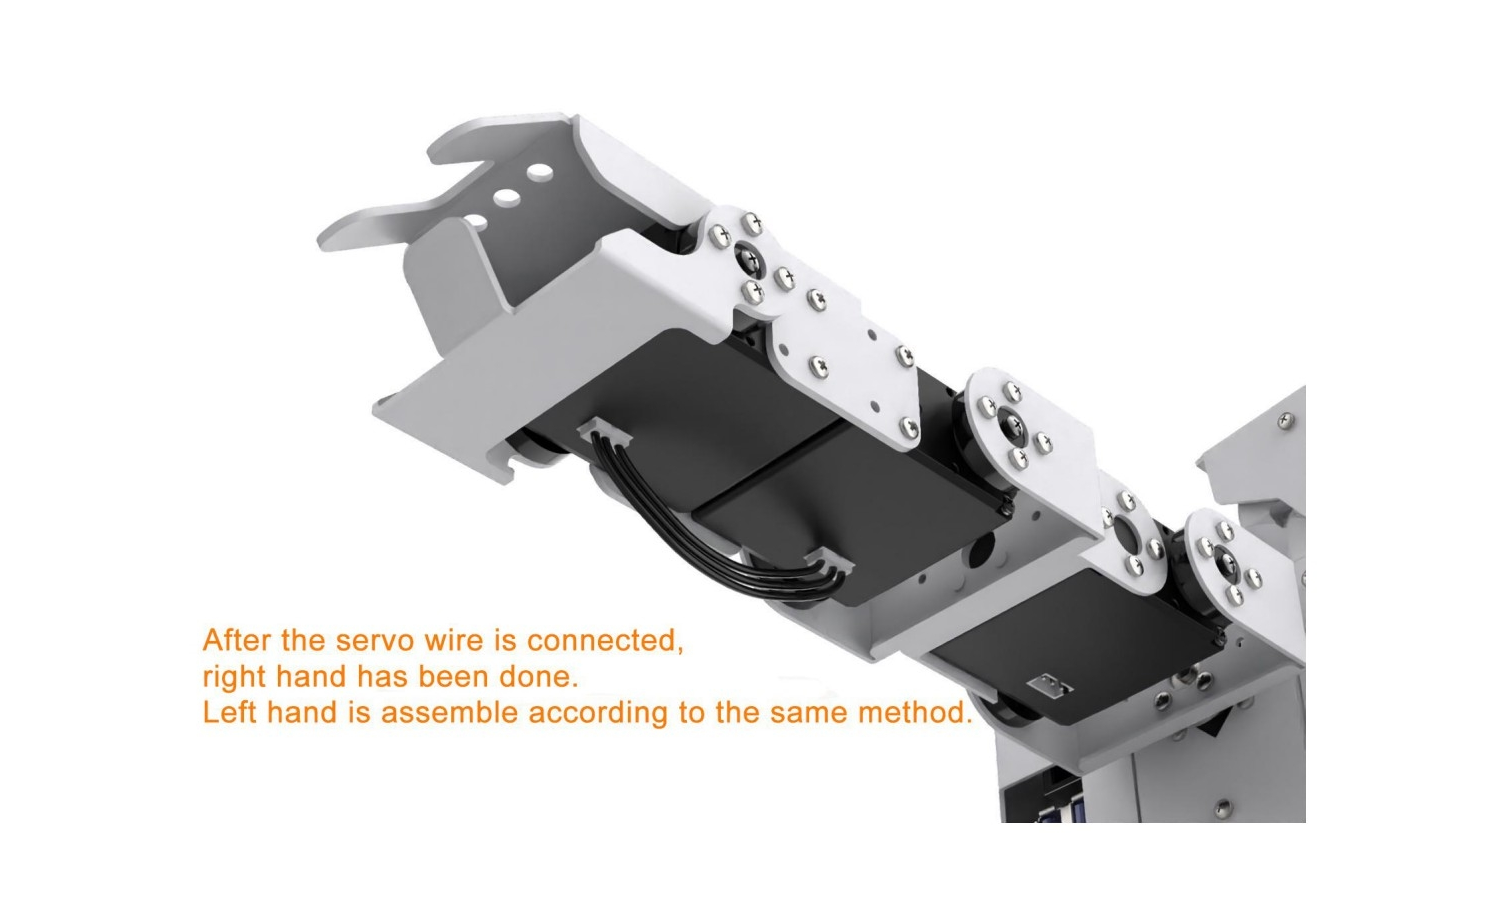 After the servo wire is connected,
right hand has been done.
Left hand is assemble according to the same method.